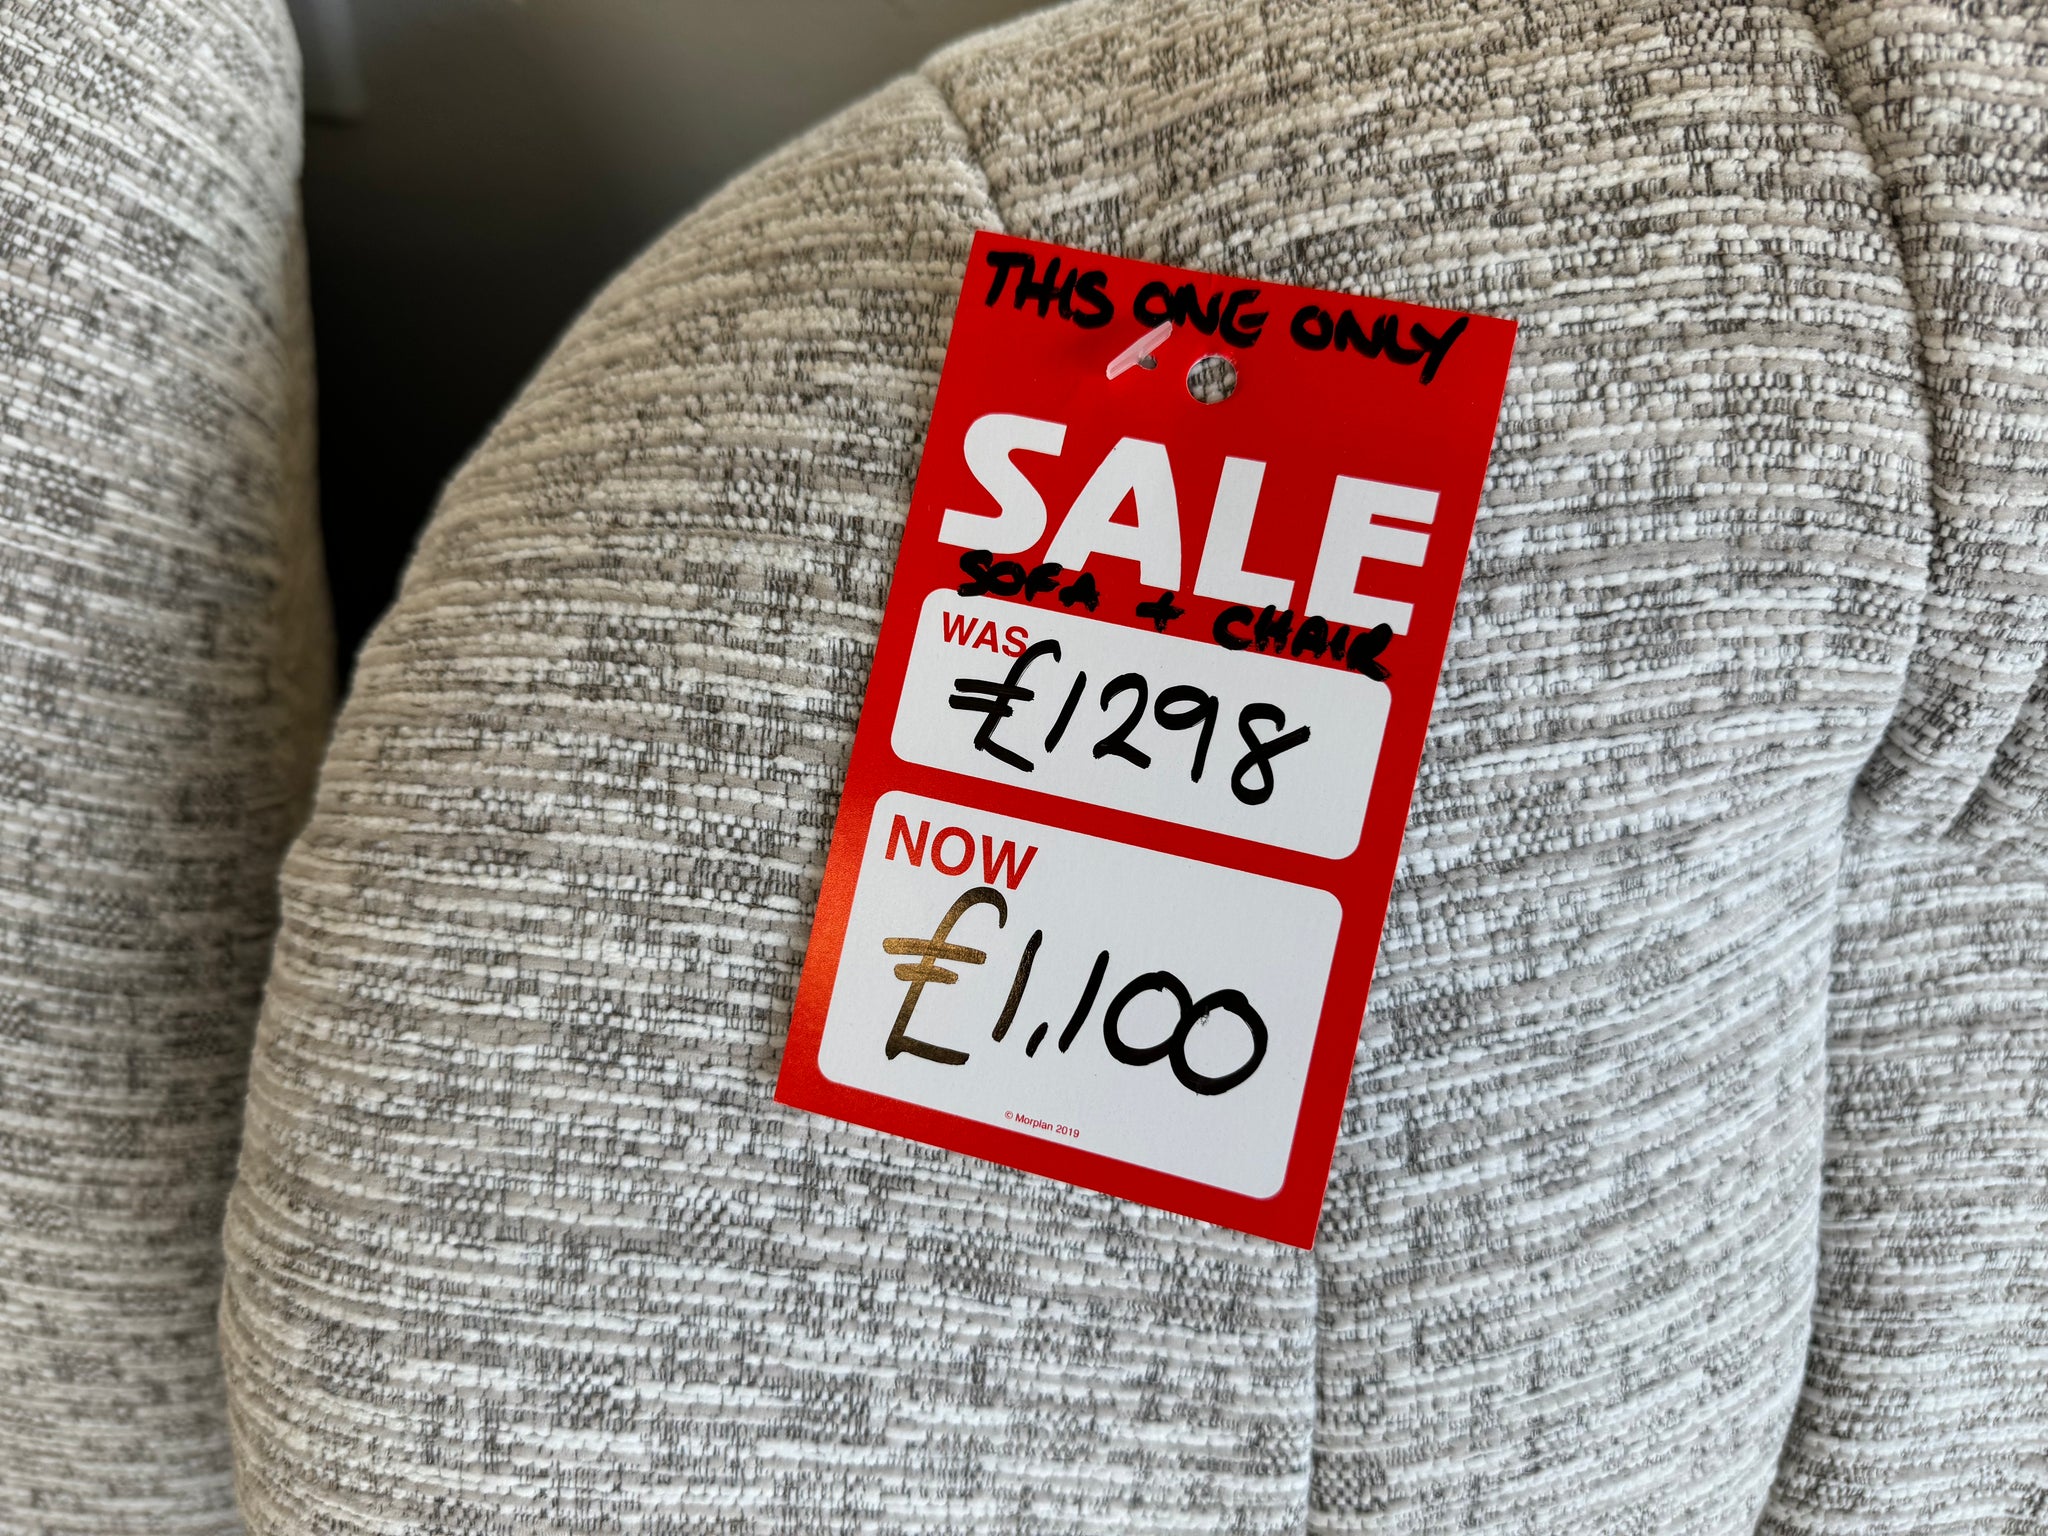 THIS ONE ONLY
SALE
SOFA + CHAIR
WAS
£1298
NOW
£1,100
© Morplan 2019